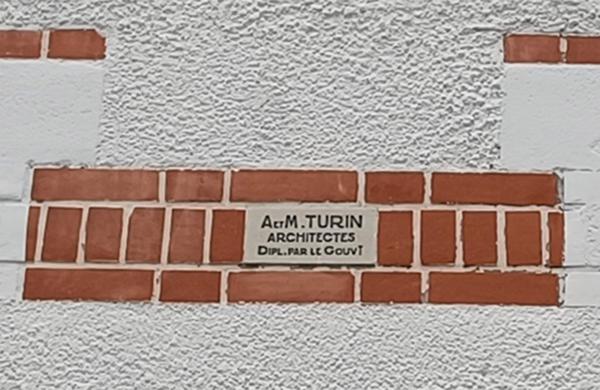 A ET M. TURIN
ARCHITECTES
DIPL. PAR LE GOUVT